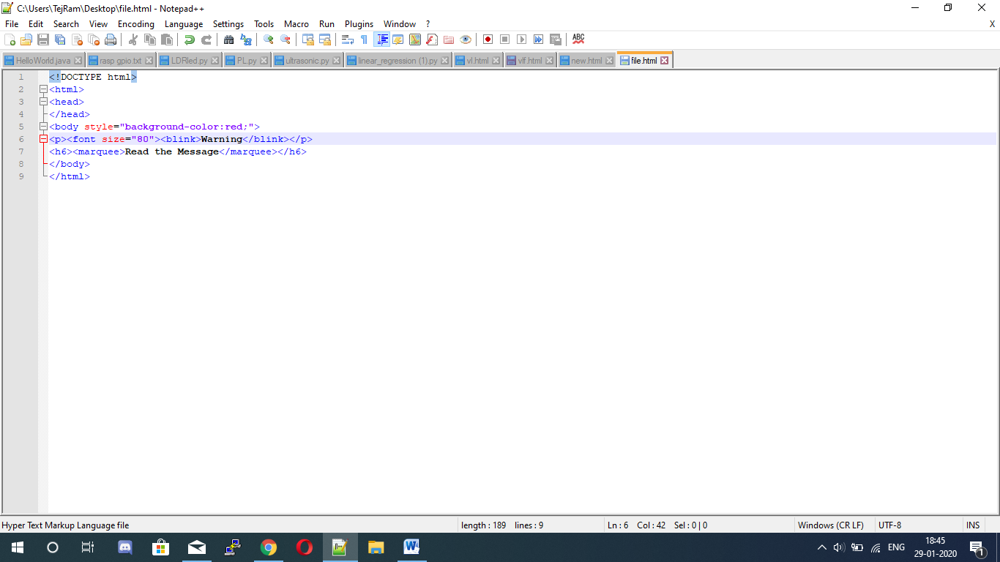 C:\Users\TejRam\Desktop\file.html - Notepad++
File Edit Search View Encoding Language Settings Tools Macro Run Plugins Window ? X
HelloWorld.java rasp gpio.txt LDRled.py PL.py ultrasonic.py linear_regression (1).py vl.html vlf.html new.html file.html
1 <!DOCTYPE html>
2 <html>
3 <head>
4 </head>
5 <body style="background-color:red;">
6 <p><font size="80"><blink>Warning</blink></p>
7 <h6><marquee>Read the Message</marquee></h6>
8 </body>
9 </html>
Hyper Text Markup Language file length : 189 lines : 9 Ln : 6 Col : 42 Sel : 0 | 0 Windows (CR LF) UTF-8 INS
ENG 18:45
29-01-2020 1